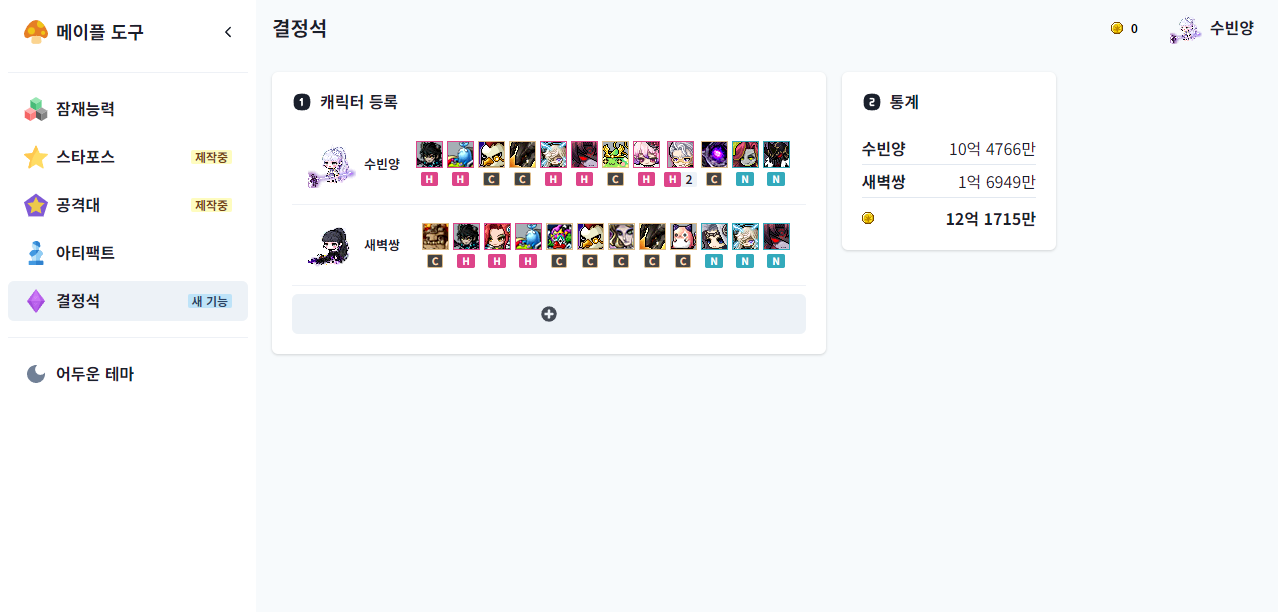 메이플 도구
결정석
0
수빈양
잠재능력
스타포스 제작중
공격대 제작중
아티팩트
결정석 새 기능
어두운 테마
1 캐릭터 등록
수빈양
H H C C H H C H H 2 C N N
새벽쌍
C H H H C C C C C N N N
2 통계
수빈양 10억 4766만
새벽쌍 1억 6949만
12억 1715만